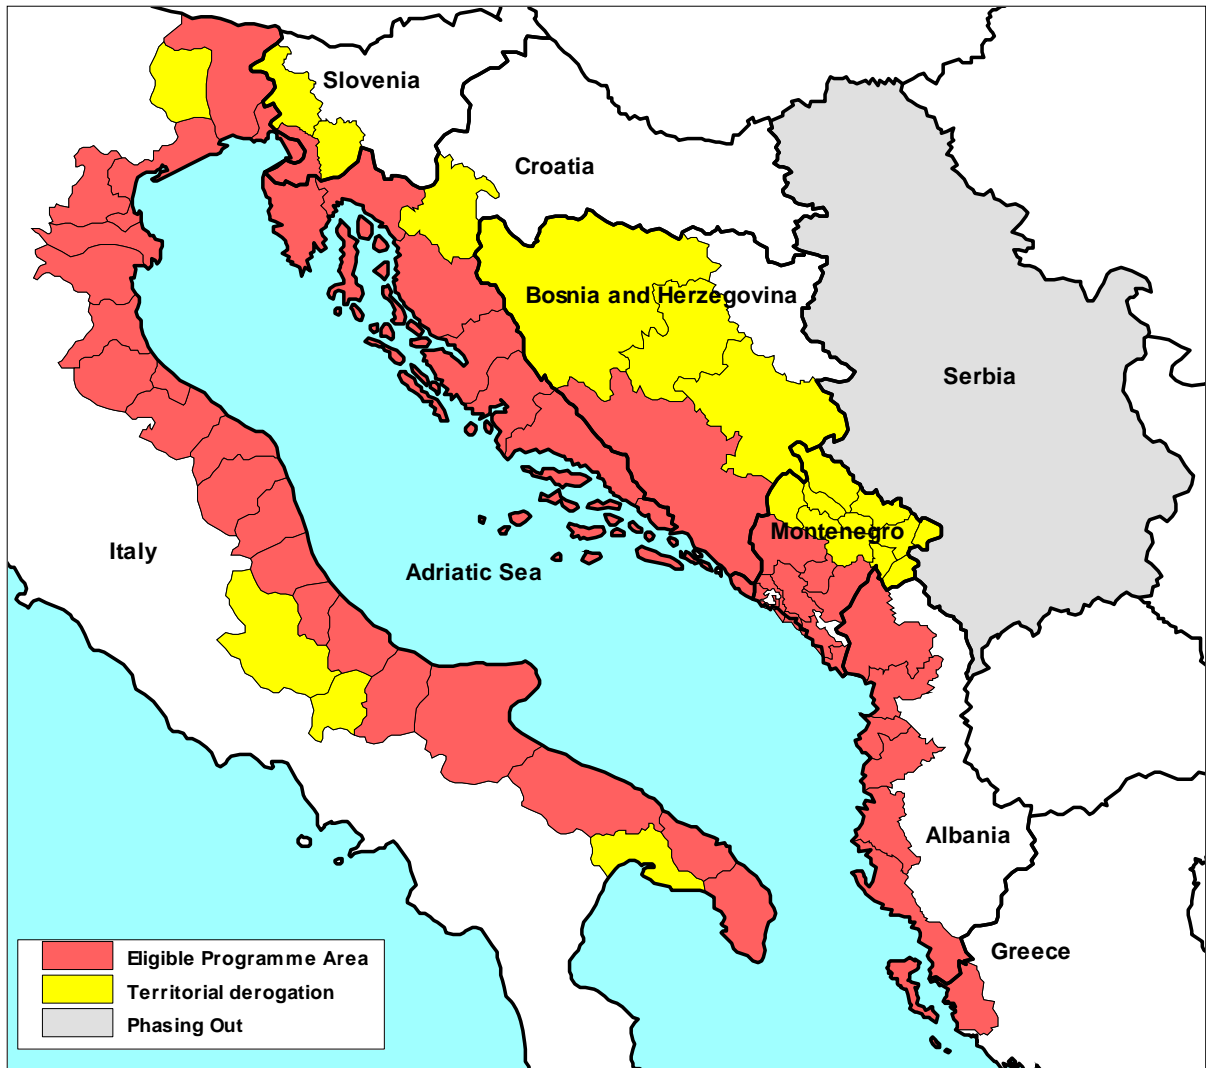 Slovenia
Croatia
Bosnia and Herzegovina
Serbia
Montenegro
Italy
Adriatic Sea
Albania
Greece
Eligible Programme Area
Territorial derogation
Phasing Out